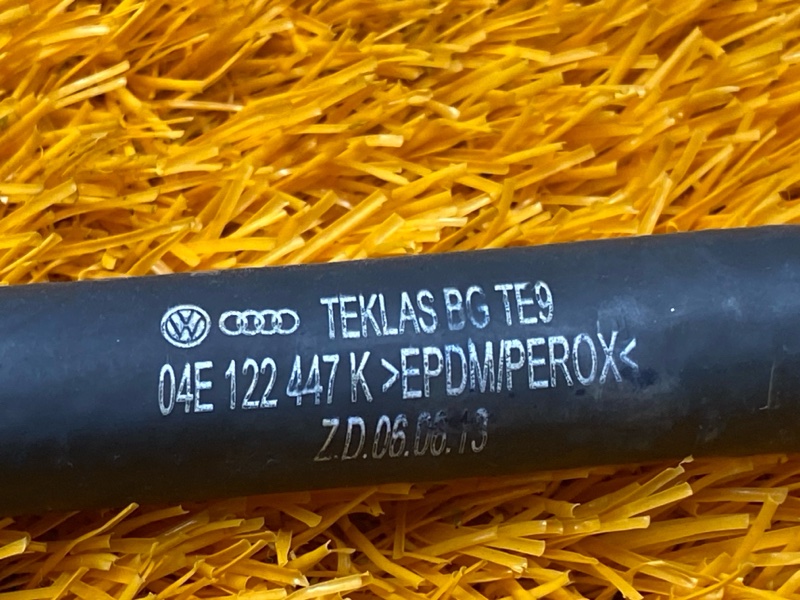 TEKLAS BG TE9
04E 122 447 K >EPDM/PEROX<
Z.D.06.06.13